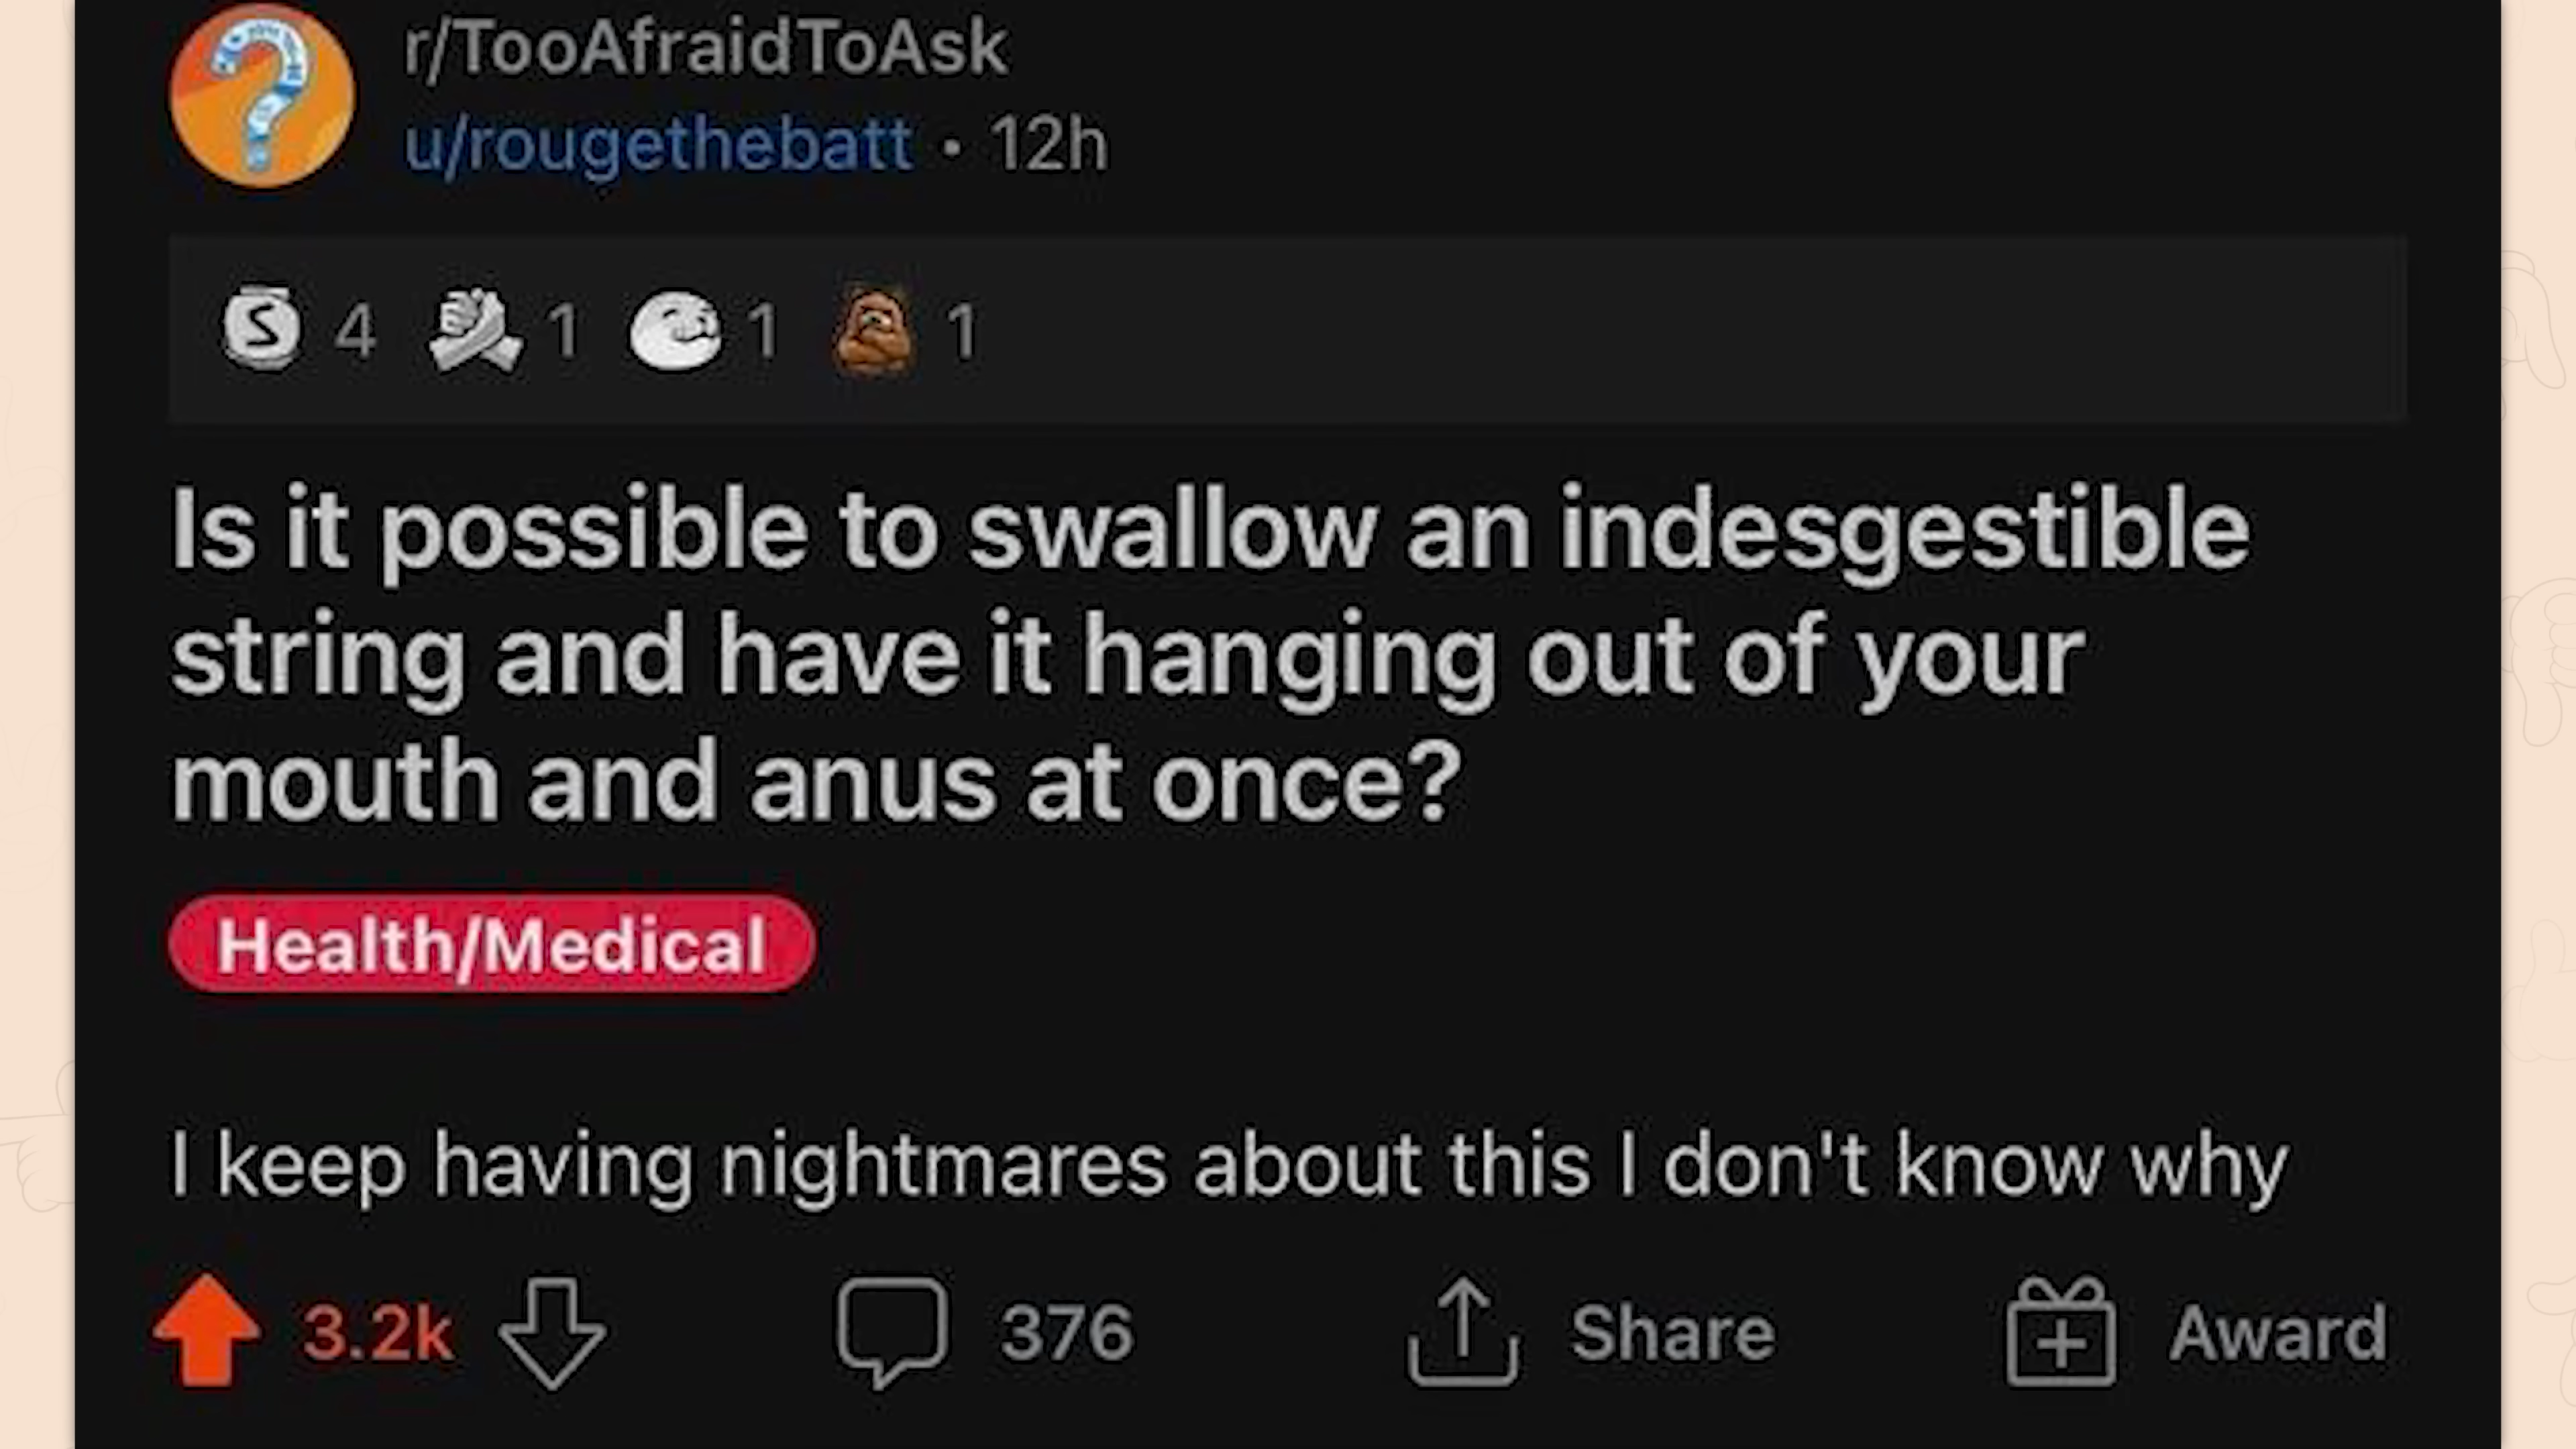 r/TooAfraidToAsk
u/rougethebatt • 12h
4 1 1 1
Is it possible to swallow an indesgestible
string and have it hanging out of your
mouth and anus at once?
Health/Medical
I keep having nightmares about this I don't know why
3.2k 376 Share Award